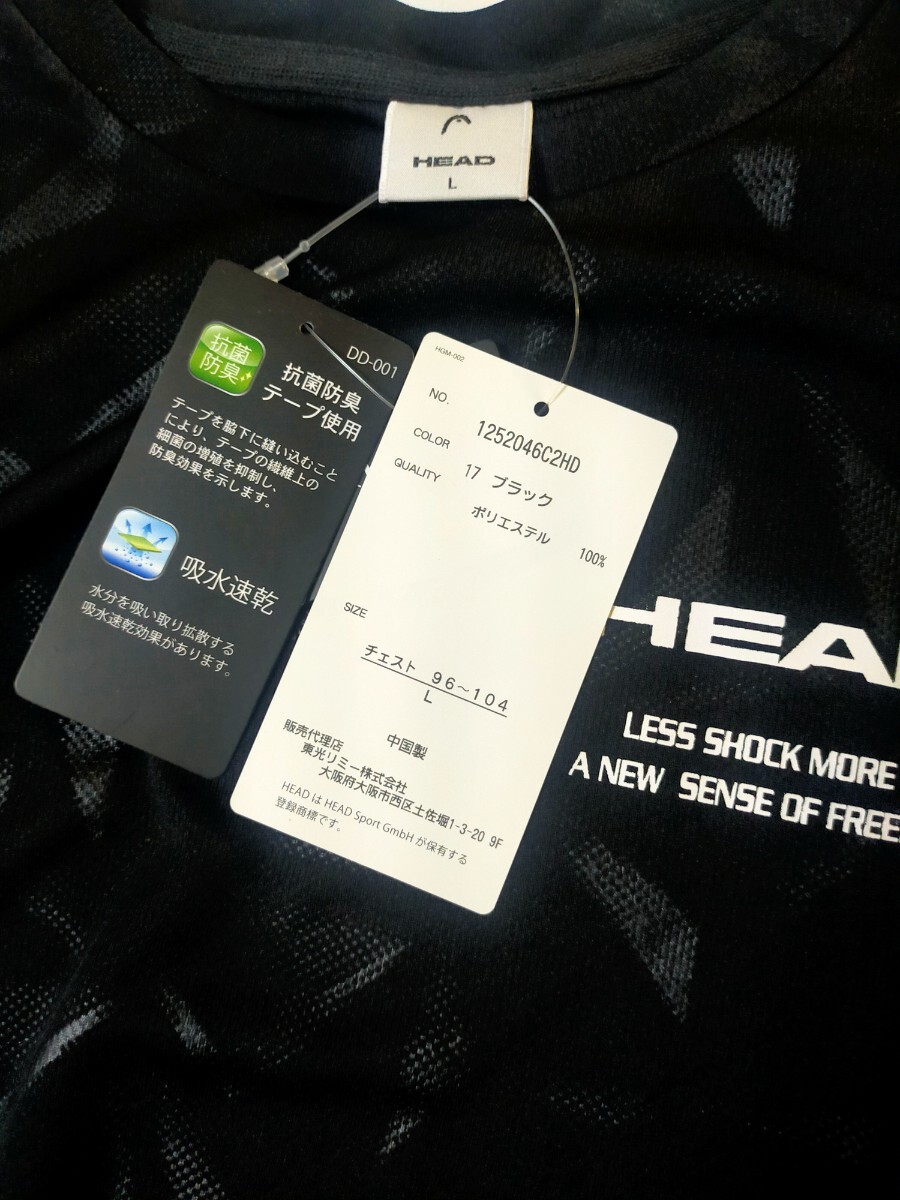 HEAD
L
DD-001
抗菌
防臭
抗菌防臭
テープ使用
テープを脇下に縫い込むこと
により、テープの繊維上の
細菌の増殖を抑制し、
防臭効果を示します。
吸水速乾
水分を吸い取り拡散する
吸水速乾効果があります。
HGM-002
NO. 1252046C2HD
COLOR 17 ブラック
QUALITY ポリエステル 100%
SIZE
チェスト 96~104
L
中国製
販売代理店
東光リミー株式会社
大阪府大阪市西区土佐堀1-3-20 9F
HEAD は HEAD Sport GmbH が保有する
登録商標です。
HEA
LESS SHOCK MORE
A NEW SENSE OF FREE